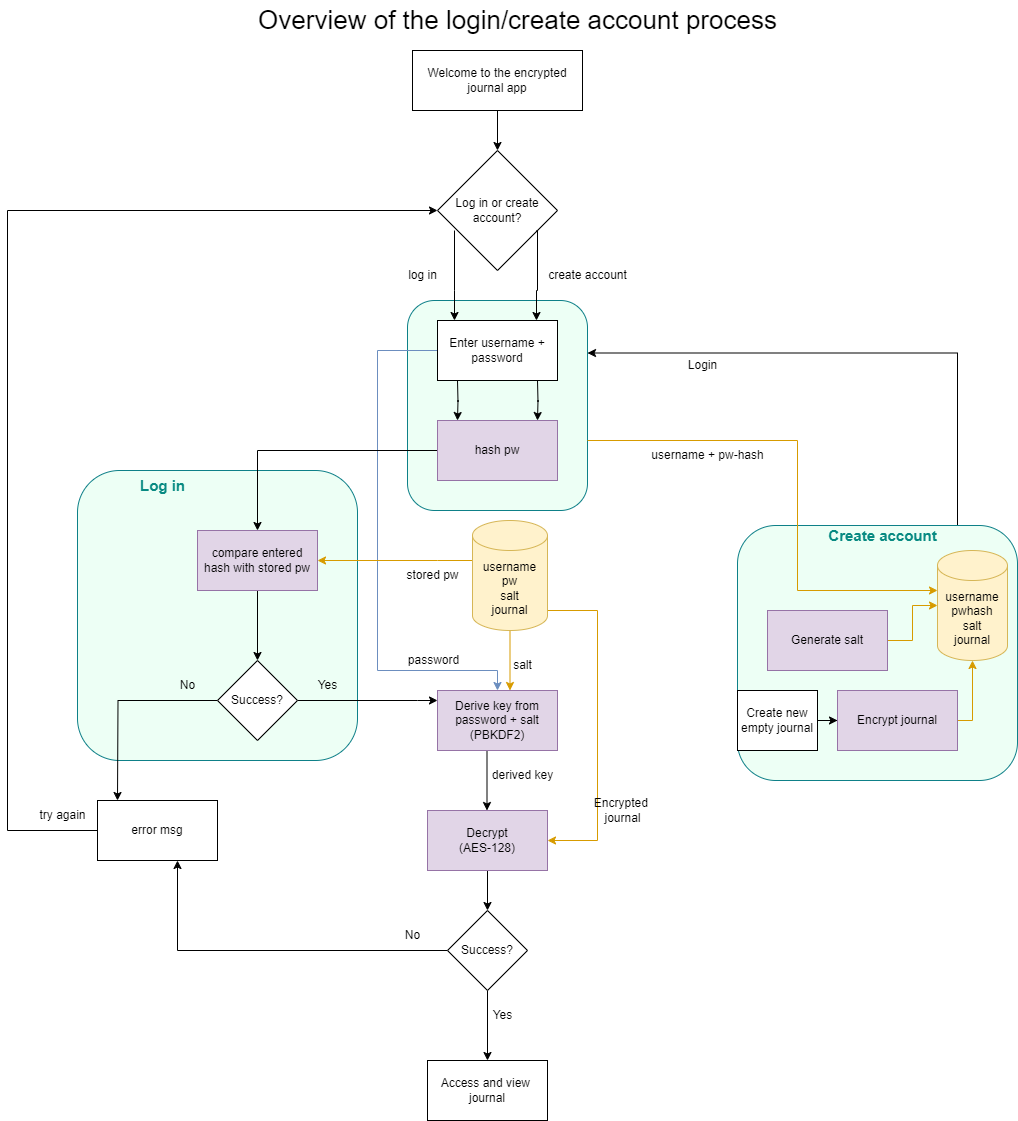 Overview of the login/create account process
Welcome to the encrypted
journal app
Log in or create
account?
log in
create account
Enter username +
password
Login
hash pw
username + pw-hash
Log in
compare entered
hash with stored pw
stored pw
username
pw
salt
journal
Create account
username
pwhash
salt
journal
Generate salt
password
salt
No
Success?
Yes
Derive key from
password + salt
(PBKDF2)
Create new
empty journal
Encrypt journal
derived key
try again
error msg
Encrypted
journal
Decrypt
(AES-128)
No
Success?
Yes
Access and view
journal